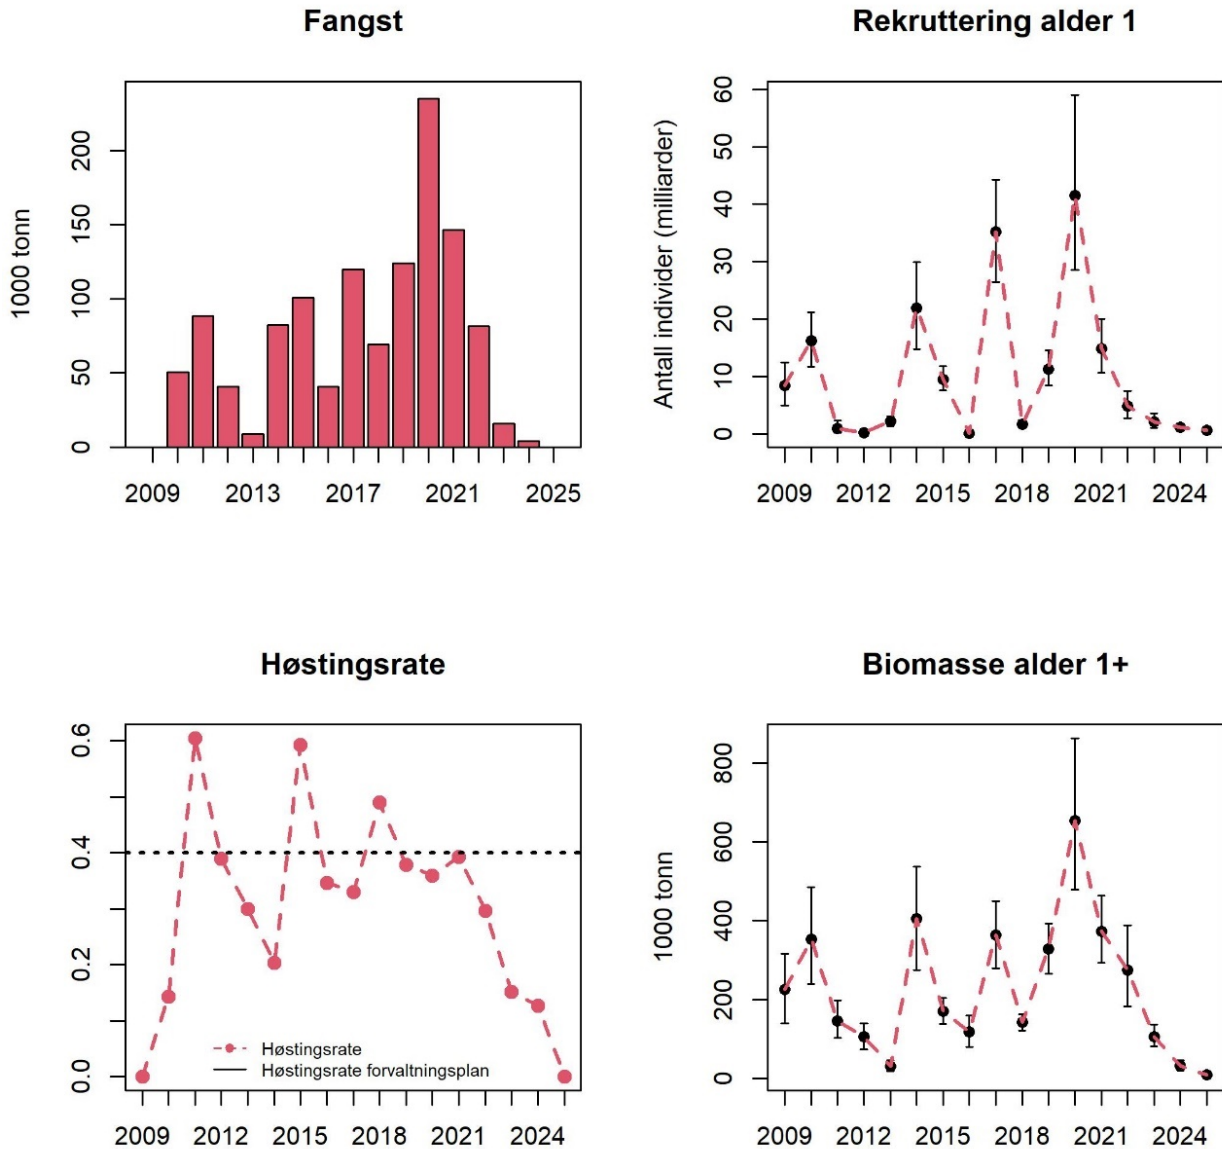 Fangst
1000 tonn
200
150
100
50
0
2009 2013 2017 2021 2025
Rekruttering alder 1
Antall individer (milliarder)
60
50
40
30
20
10
0
2009 2012 2015 2018 2021 2024
Høstingsrate
0.6
0.4
0.2
0.0
Høstingsrate
Høstingsrate forvaltningsplan
2009 2012 2015 2018 2021 2024
Biomasse alder 1+
1000 tonn
800
600
400
200
0
2009 2012 2015 2018 2021 2024